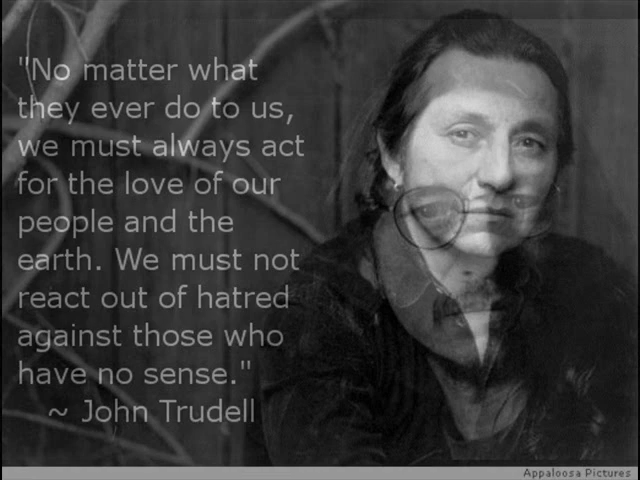 "No matter what
they ever do to us,
we must always act
for the love of our
people and the
earth. We must not
react out of hatred
against those who
have no sense."
~ John Trudell
Appaloosa Pictures